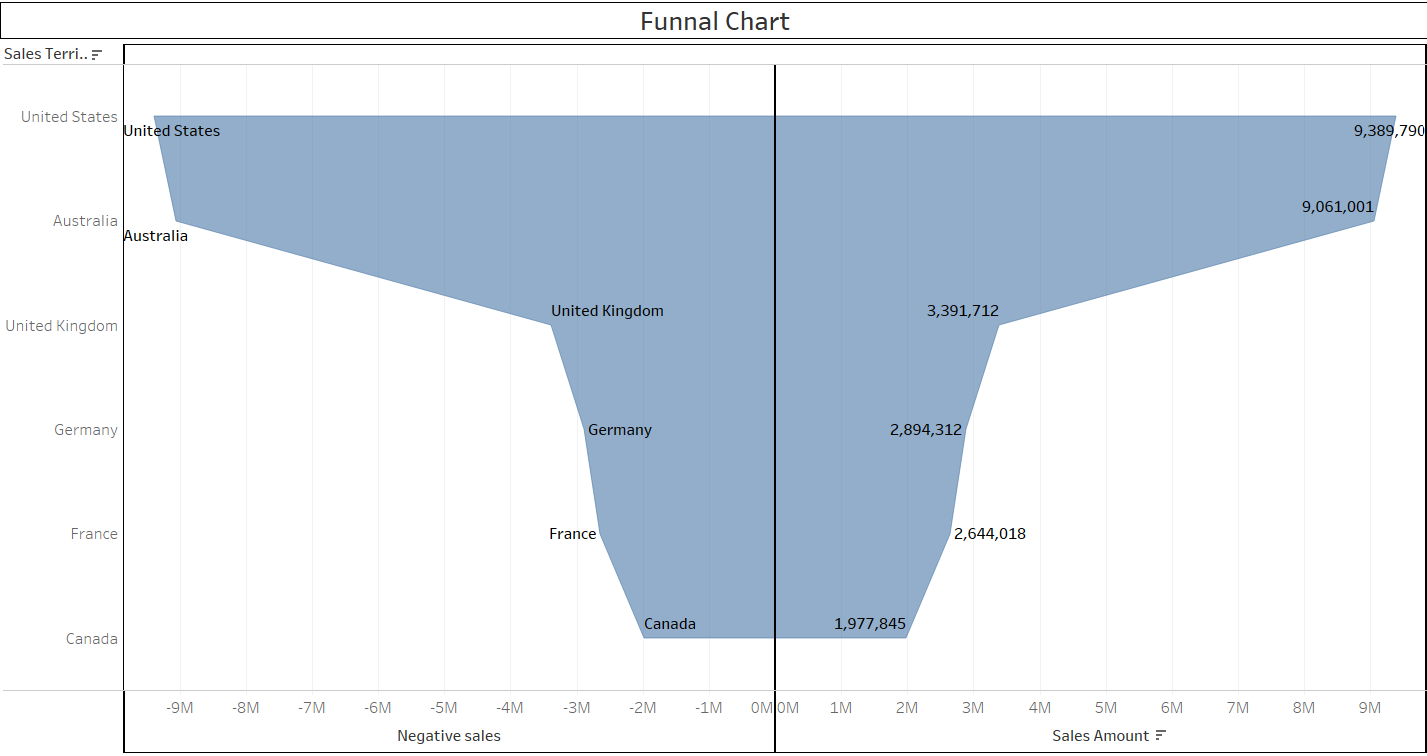 Funnal Chart
Sales Terri..
United States
United States 9,389,790
Australia
9,061,001
Australia
United Kingdom
United Kingdom 3,391,712
Germany Germany 2,894,312
France France 2,644,018
Canada
Canada 1,977,845
-9M -8M -7M -6M -5M -4M -3M -2M -1M 0M 0M 1M 2M 3M 4M 5M 6M 7M 8M 9M
Negative sales Sales Amount